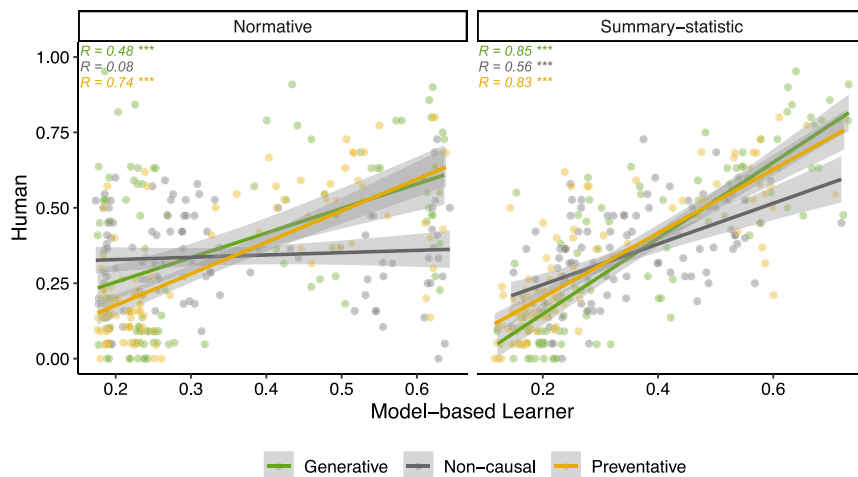 Normative
Summary−statistic
R = 0.48 ***
R = 0.08
R = 0.74 ***
R = 0.85 ***
R = 0.56 ***
R = 0.83 ***
Human
1.00
0.75
0.50
0.25
0.00
0.2 0.3 0.4 0.5 0.6
0.2 0.4 0.6
Model−based Learner
Generative Non−causal Preventative